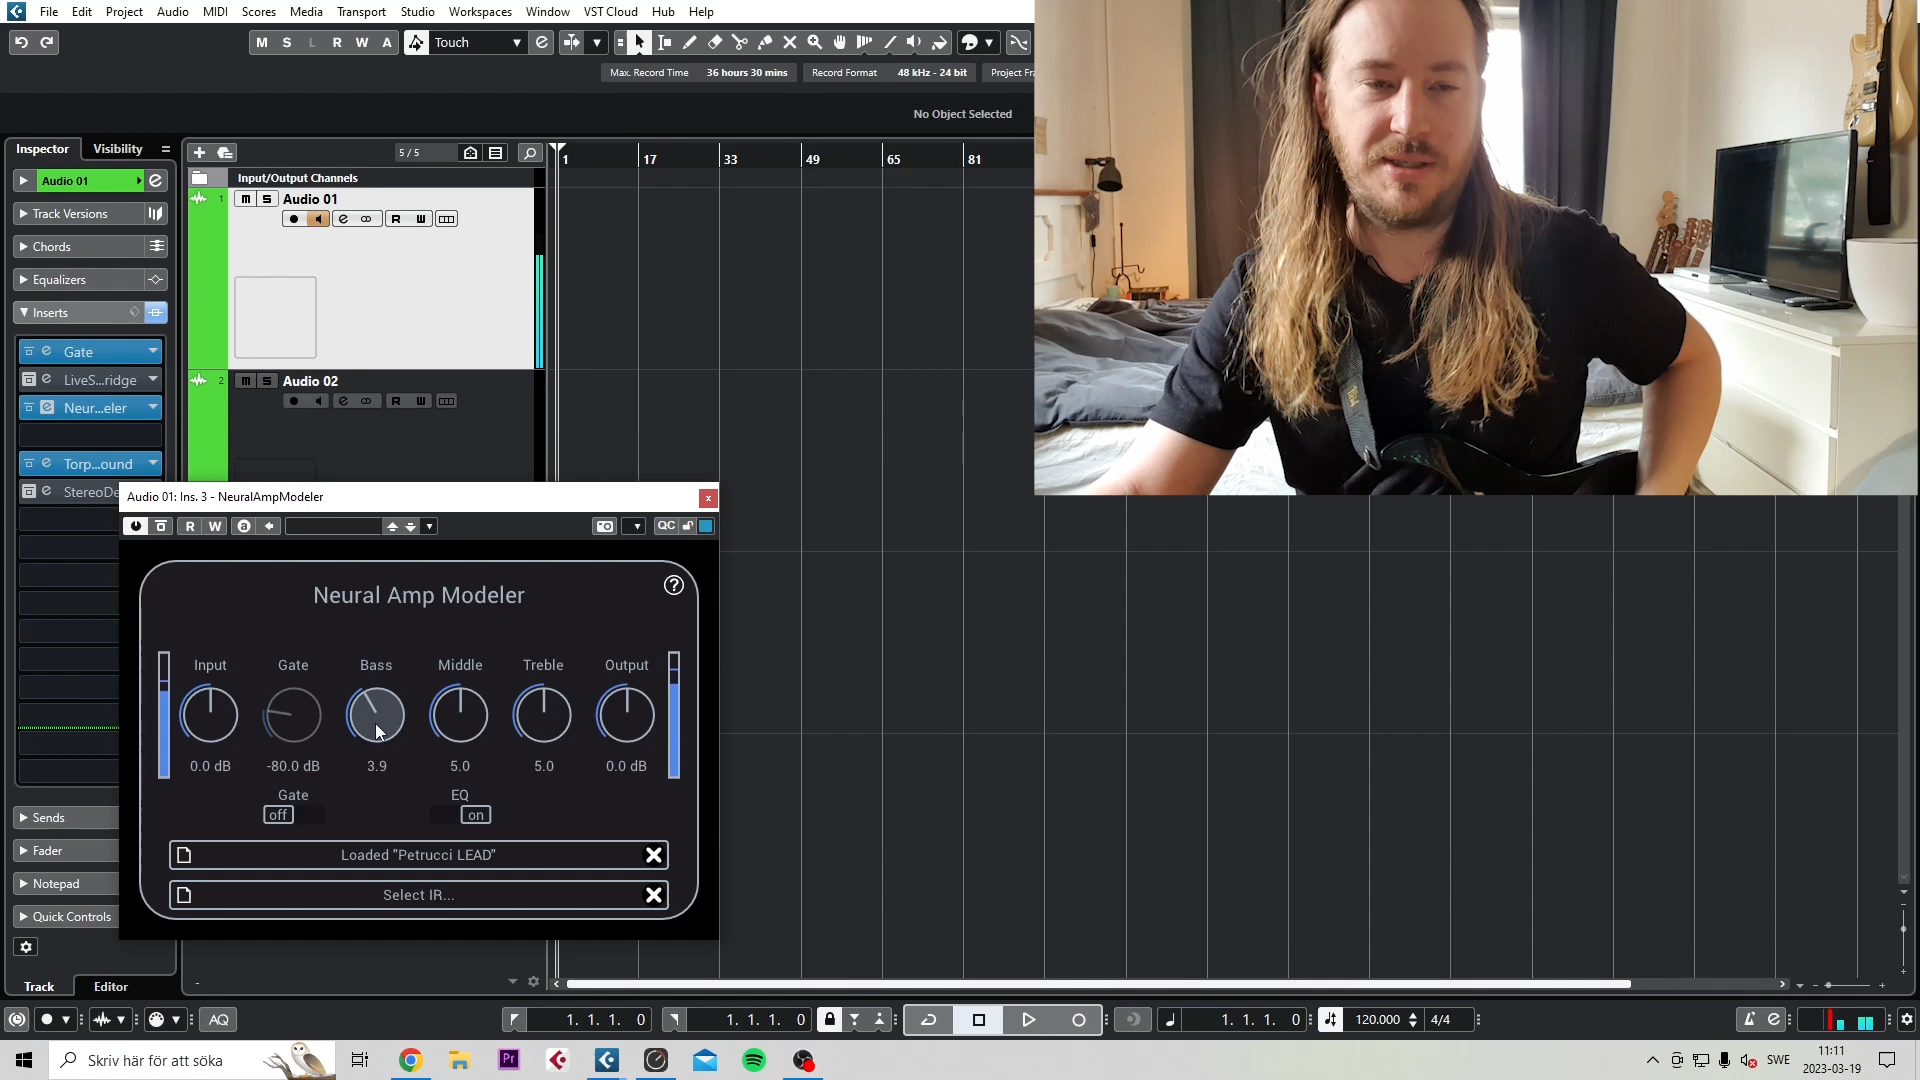 File Edit Project Audio MIDI Scores Media Transport Studio Workspaces Window VST Cloud Hub Help
M S L R W A Touch
Max. Record Time 36 hours 30 mins Record Format 48 kHz - 24 bit Project Fra
No Object Selected
Inspector Visibility
5 / 5
1 17 33 49 65 81
Input/Output Channels
Audio 01
1 m S Audio 01
R W
Track Versions
Chords
Equalizers
Inserts
Gate
LiveS...ridge
Neur...eler
Torp...ound
StereoDe
2 m S Audio 02
R W
Audio 01: Ins. 3 - NeuralAmpModeler
R W a QC
Neural Amp Modeler
?
Input Gate Bass Middle Treble Output
0.0 dB -80.0 dB 3.9 5.0 5.0 0.0 dB
Gate EQ
off on
Loaded "Petrucci LEAD"
Select IR...
Sends
Fader
Notepad
Quick Controls
Track Editor
AQ 1. 1. 1. 0 1. 1. 1. 0 1. 1. 1. 0 120.000 4/4
Skriv här för att söka
Pr
SWE
11:11
2023-03-19